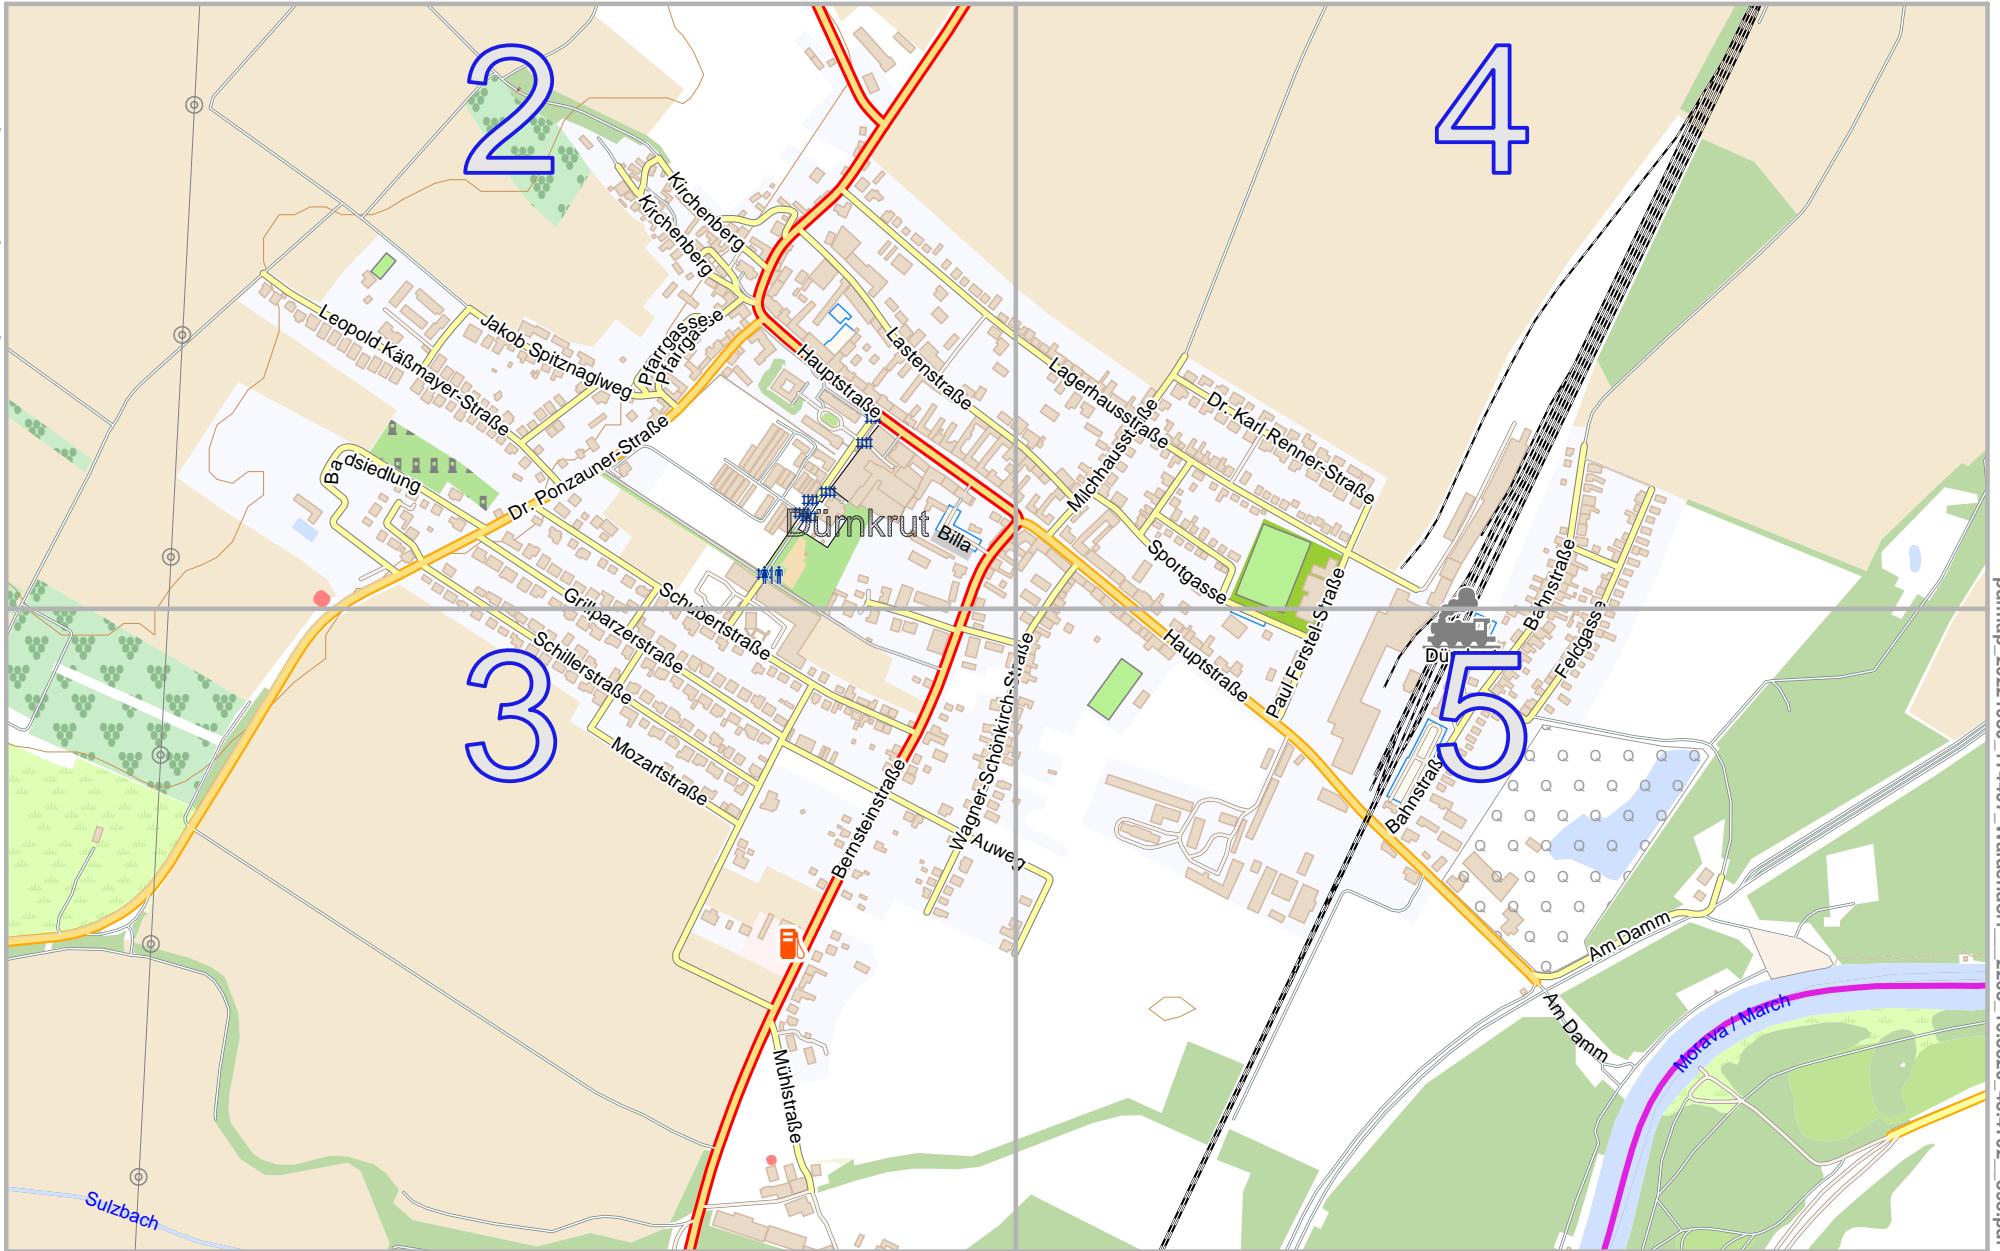 2
4
Kirchenberg
Kirchenberg
Leopold Käßmayer-Straße
Jakob Spitznaglweg
Pfarrgasse
Pfarrgasse
Hauptstraße
Lastenstraße
Lagerhausstraße
Dr. Karl Renner-Straße
Milchhausstraße
Badsiedlung
Dr. Ponzauner-Straße
Dürnkrut
Billa
Sportgasse
Bahnstraße
Feldgasse
Paul Ferstel-Straße
Schubertstraße
Grillparzerstraße
Schillerstraße
3
Hauptstraße
5
Mozartstraße
Wagner-Schönkirch-Straße
Bernsteinstraße
Auweg
Bahnstraße
Am Damm
Am Damm
Morava / March
Mühlstraße
Sulzbach